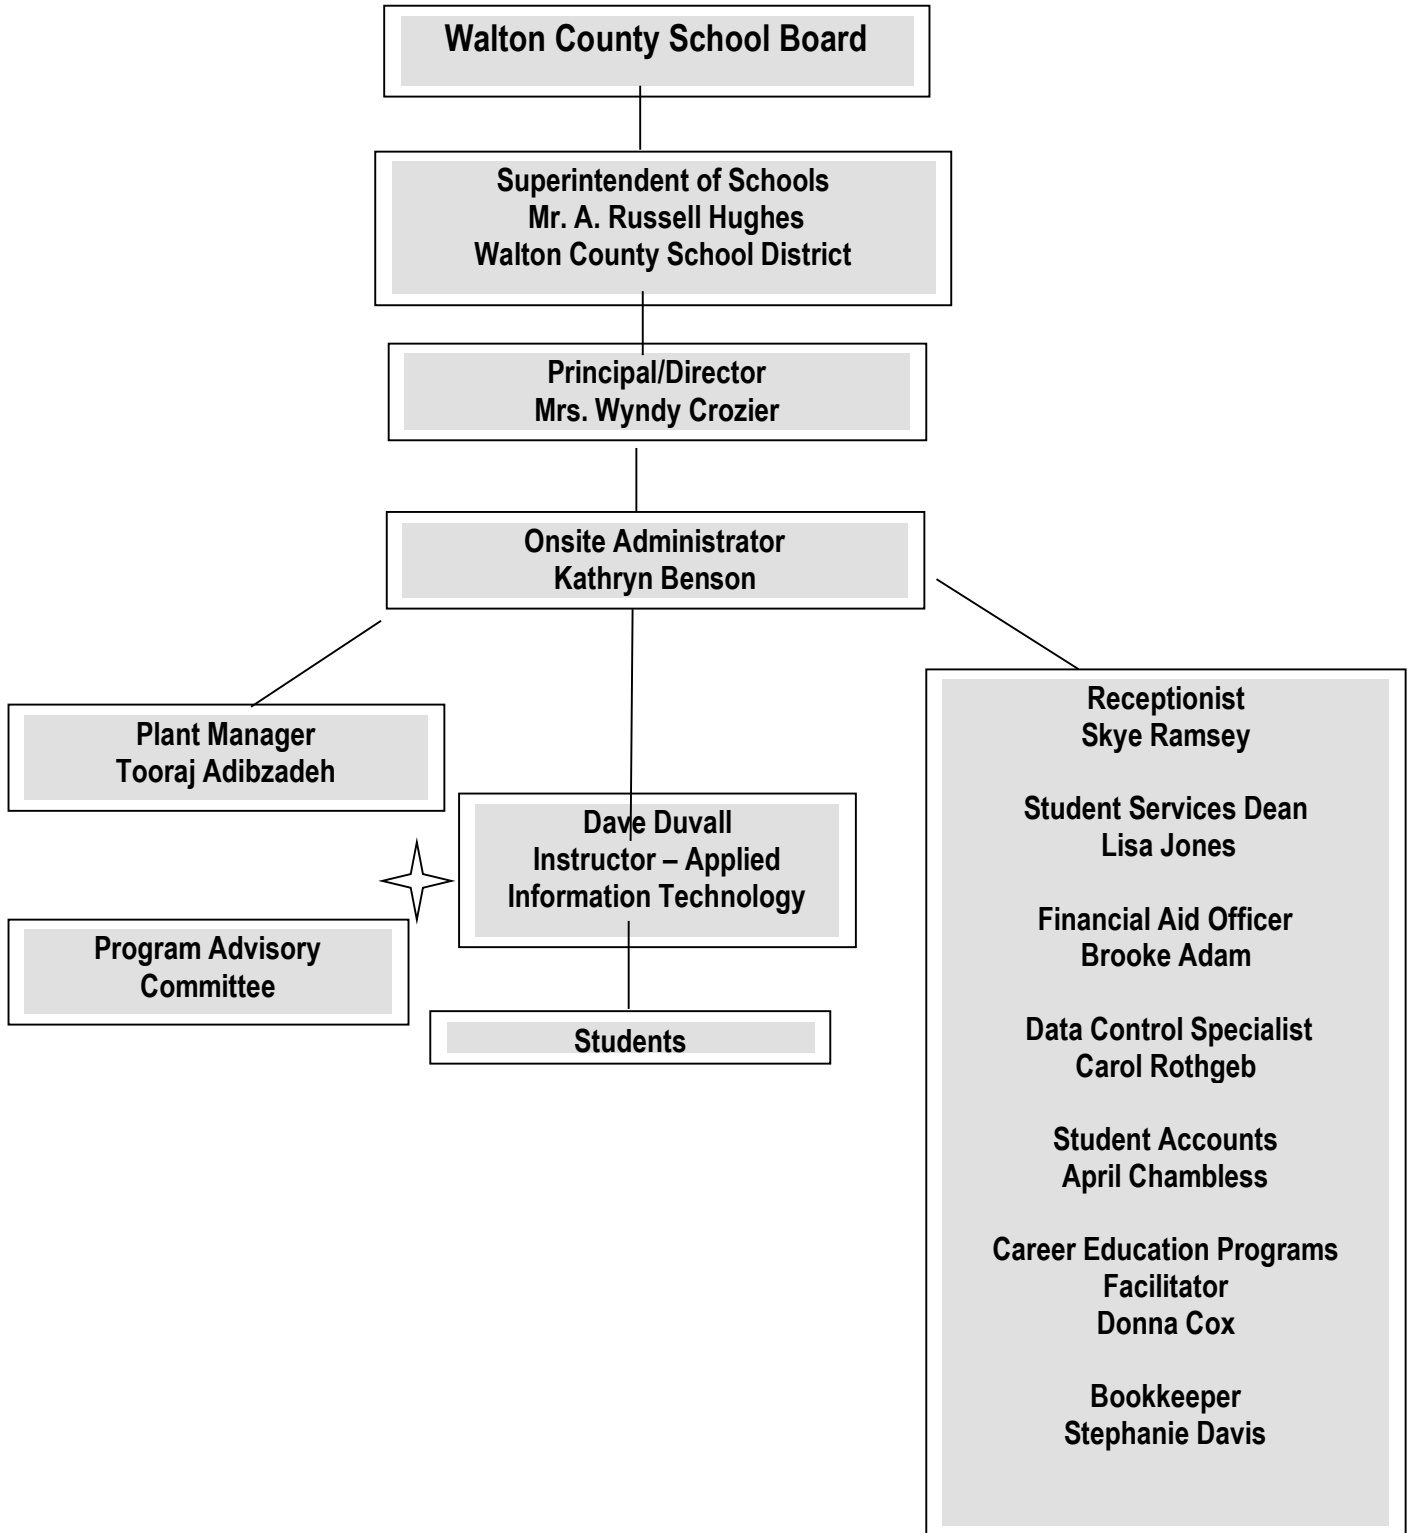 Walton County School Board
Superintendent of Schools
Mr. A. Russell Hughes
Walton County School District
Principal/Director
Mrs. Wyndy Crozier
Onsite Administrator
Kathryn Benson
Plant Manager
Tooraj Adibzadeh
Dave Duvall
Instructor – Applied
Information Technology
Program Advisory
Committee
Students
Receptionist
Skye Ramsey
Student Services Dean
Lisa Jones
Financial Aid Officer
Brooke Adam
Data Control Specialist
Carol Rothgeb
Student Accounts
April Chambless
Career Education Programs
Facilitator
Donna Cox
Bookkeeper
Stephanie Davis